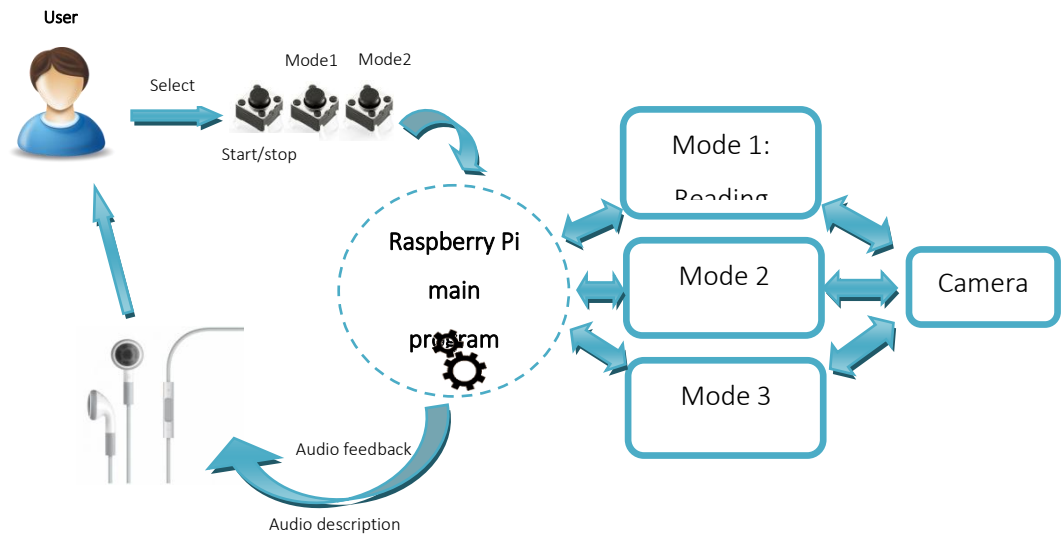 User
Select
Mode1
Mode2
Start/stop
Raspberry Pi
main
program
Mode 1:
Reading
Mode 2
Mode 3
Camera
Audio feedback
Audio description